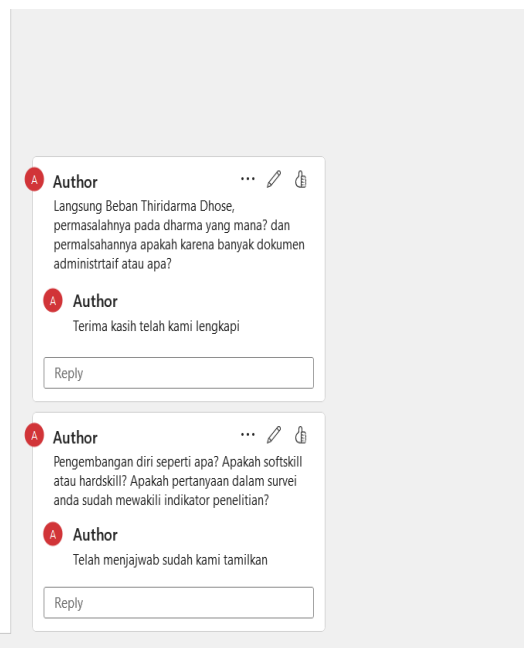 A Author
Langsung Beban Thiridarma Dhose,
permasalahnya pada dharma yang mana? dan
permalsahannya apakah karena banyak dokumen
administrtaif atau apa?
A Author
Terima kasih telah kami lengkapi
Reply
A Author
Pengembangan diri seperti apa? Apakah softskill
atau hardskill? Apakah pertanyaan dalam survei
anda sudah mewakili indikator penelitian?
A Author
Telah menjajwab sudah kami tamilkan
Reply